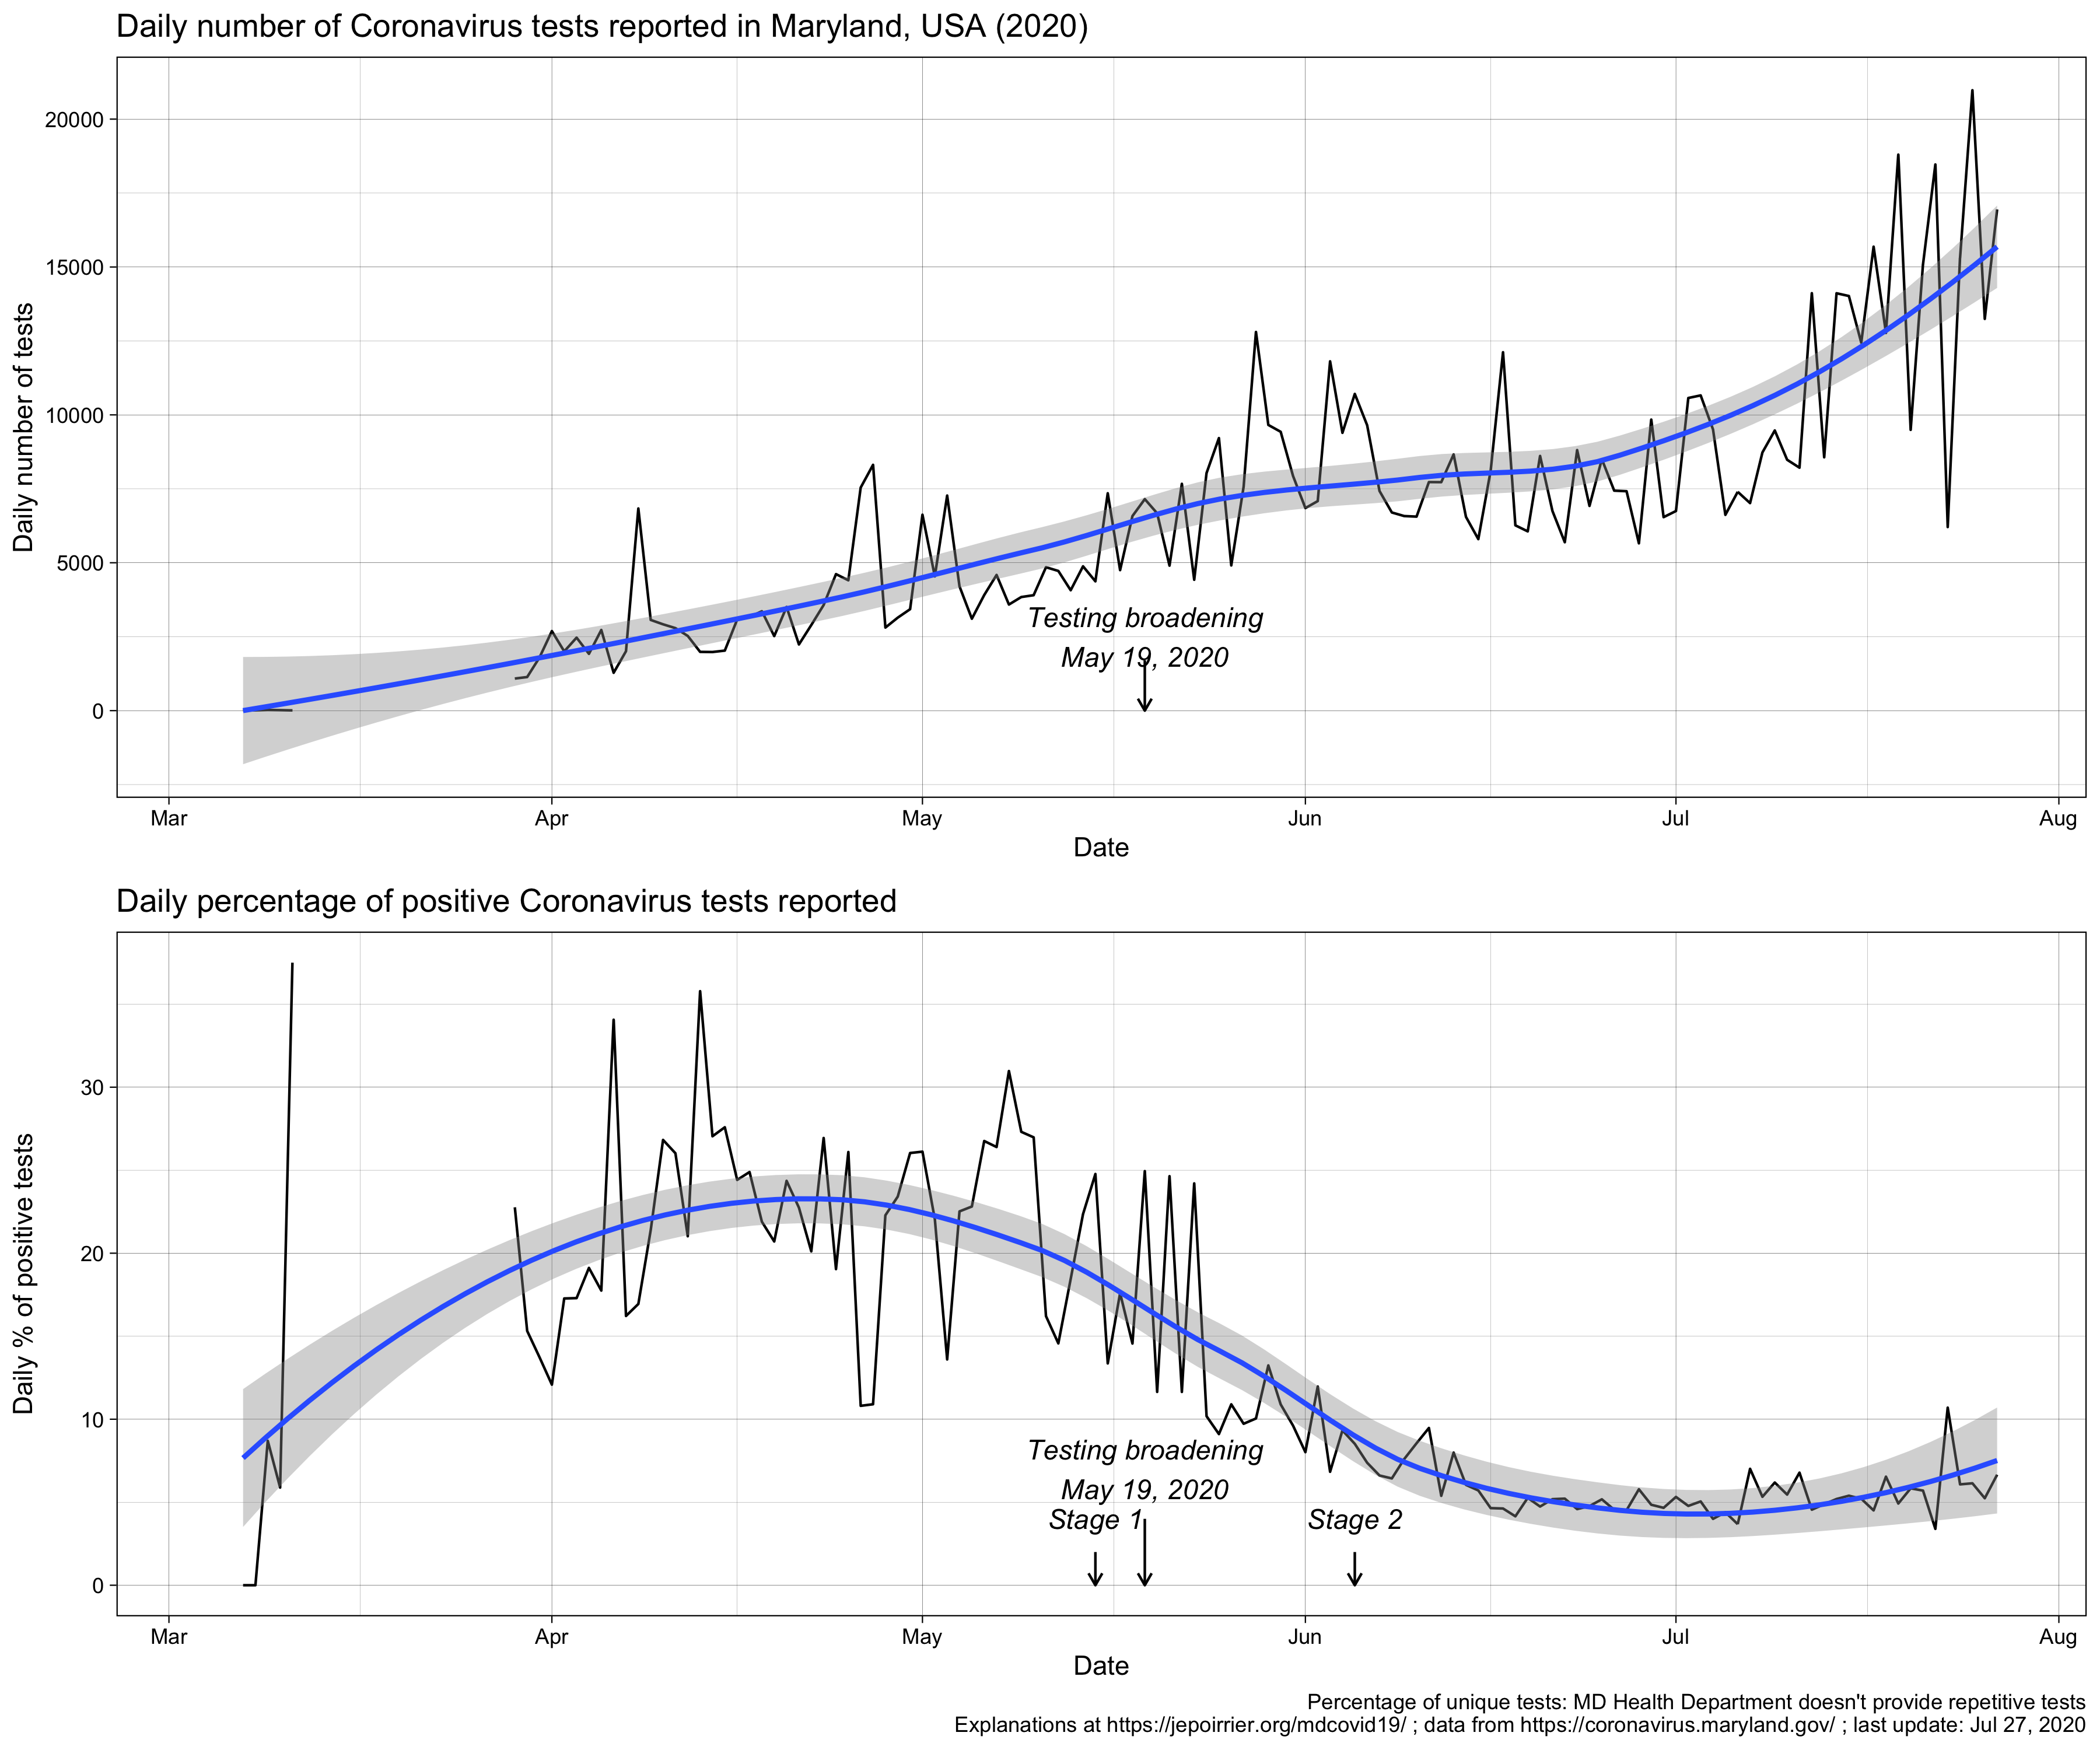 Daily number of Coronavirus tests reported in Maryland, USA (2020)
Daily number of tests
20000
15000
10000
5000
0
Testing broadening
May 19, 2020
Mar Apr May Jun Jul Aug
Date
Daily percentage of positive Coronavirus tests reported
Daily % of positive tests
30
20
10
0
Testing broadening
May 19, 2020
Stage 1 Stage 2
Mar Apr May Jun Jul Aug
Date
Percentage of unique tests: MD Health Department doesn't provide repetitive tests
Explanations at https://jepoirrier.org/mdcovid19/ ; data from https://coronavirus.maryland.gov/ ; last update: Jul 27, 2020